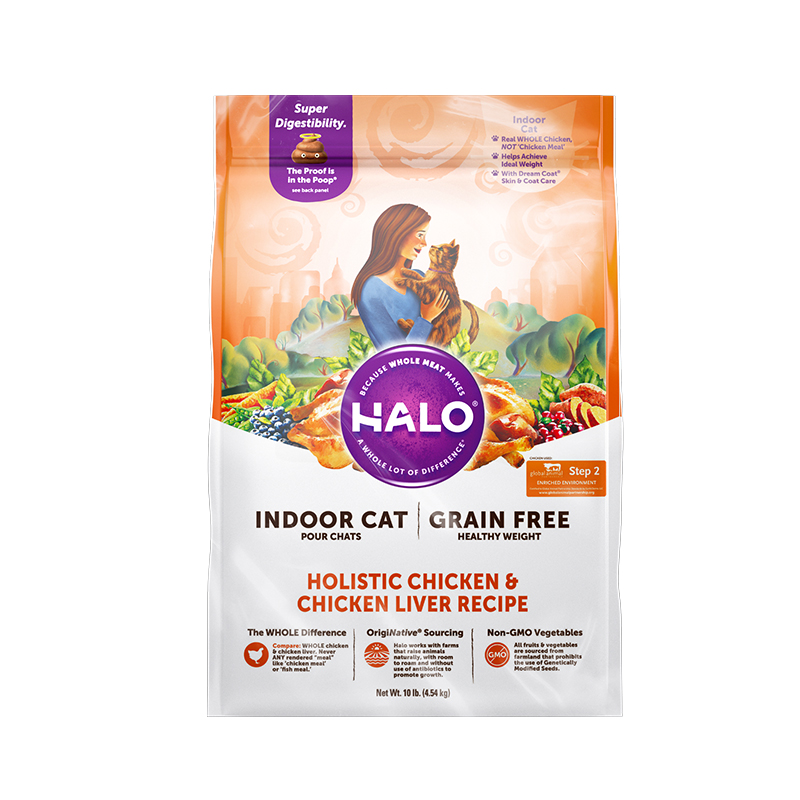 Super
Digestibility.
The Proof is
in the Poop®
see back panel
Indoor
Cat
Real WHOLE Chicken,
NOT 'Chicken Meal'
Helps Achieve
Ideal Weight
With Dream Coat®
Skin & Coat Care
BECAUSE WHOLE MEAT MAKES
HALO®
A WHOLE LOT OF DIFFERENCE®
CHICKEN USED
global animal
Step 2
ENRICHED ENVIRONMENT
INDOOR CAT
POUR CHATS
GRAIN FREE
HEALTHY WEIGHT
HOLISTIC CHICKEN &
CHICKEN LIVER RECIPE
The WHOLE Difference
Compare: WHOLE chicken
& chicken liver. Never
ANY rendered "meal"
like 'chicken meal'
or 'fish meal.'
OrigiNative® Sourcing
Halo works with farms
that raise animals
naturally, with room
to roam and without
use of antibiotics to
promote growth.
Non-GMO Vegetables
GMO
All fruits & vegetables
are sourced from
farmland that prohibits
the use of Genetically
Modified Seeds.
Net Wt. 10 lb. (4.54 kg)